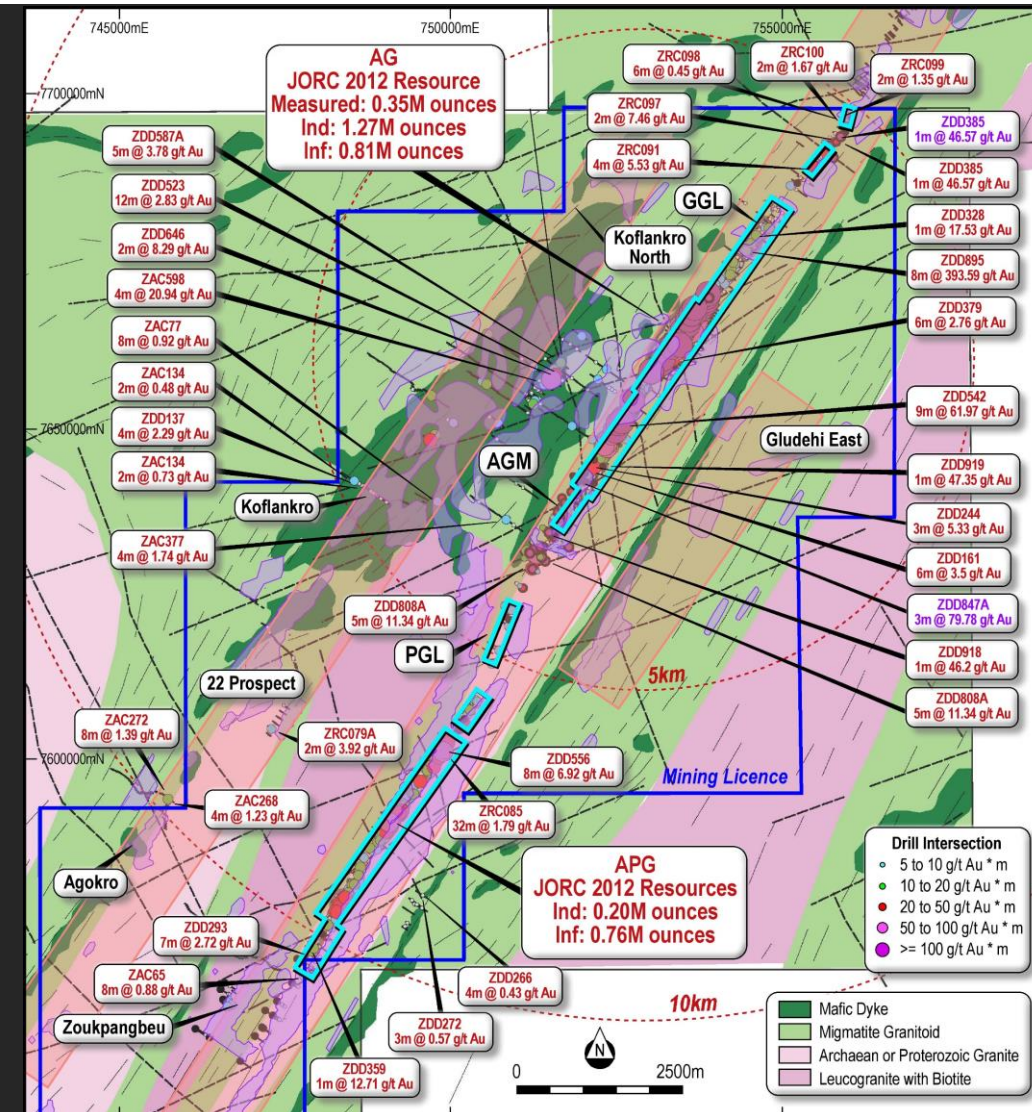 745000mE
750000mE
755000mE
7700000mN
7650000mN
7600000mN
AG
JORC 2012 Resource
Measured: 0.35M ounces
Ind: 1.27M ounces
Inf: 0.81M ounces
ZRC098
6m @ 0.45 g/t Au
ZRC100
2m @ 1.67 g/t Au
ZRC099
2m @ 1.35 g/t Au
ZRC097
2m @ 7.46 g/t Au
ZRC091
4m @ 5.53 g/t Au
ZDD385
1m @ 46.57 g/t Au
ZDD385
1m @ 46.57 g/t Au
ZDD328
1m @ 17.53 g/t Au
ZDD895
8m @ 393.59 g/t Au
ZDD379
6m @ 2.76 g/t Au
ZDD542
9m @ 61.97 g/t Au
ZDD919
1m @ 47.35 g/t Au
ZDD244
3m @ 5.33 g/t Au
ZDD161
6m @ 3.5 g/t Au
ZDD847A
3m @ 79.78 g/t Au
ZDD918
1m @ 46.2 g/t Au
ZDD808A
5m @ 11.34 g/t Au
ZDD587A
5m @ 3.78 g/t Au
ZDD523
12m @ 2.83 g/t Au
ZDD646
2m @ 8.29 g/t Au
ZAC598
4m @ 20.94 g/t Au
ZAC77
8m @ 0.92 g/t Au
ZAC134
2m @ 0.48 g/t Au
ZDD137
4m @ 2.29 g/t Au
ZAC134
2m @ 0.73 g/t Au
ZAC377
4m @ 1.74 g/t Au
GGL
Koflankro
North
Gludehi East
AGM
Koflankro
ZDD808A
5m @ 11.34 g/t Au
PGL
5km
22 Prospect
ZAC272
8m @ 1.39 g/t Au
ZRC079A
2m @ 3.92 g/t Au
ZDD556
8m @ 6.92 g/t Au
Mining Licence
ZAC268
4m @ 1.23 g/t Au
ZRC085
32m @ 1.79 g/t Au
Agokro
APG
JORC 2012 Resources
Ind: 0.20M ounces
Inf: 0.76M ounces
ZDD293
7m @ 2.72 g/t Au
ZAC65
8m @ 0.88 g/t Au
Zoukpangbeu
ZDD266
4m @ 0.43 g/t Au
ZDD272
3m @ 0.57 g/t Au
ZDD359
1m @ 12.71 g/t Au
10km
N
0
2500m
Drill Intersection
5 to 10 g/t Au * m
10 to 20 g/t Au * m
20 to 50 g/t Au * m
50 to 100 g/t Au * m
>= 100 g/t Au * m
Mafic Dyke
Migmatite Granitoid
Archaean or Proterozoic Granite
Leucogranite with Biotite